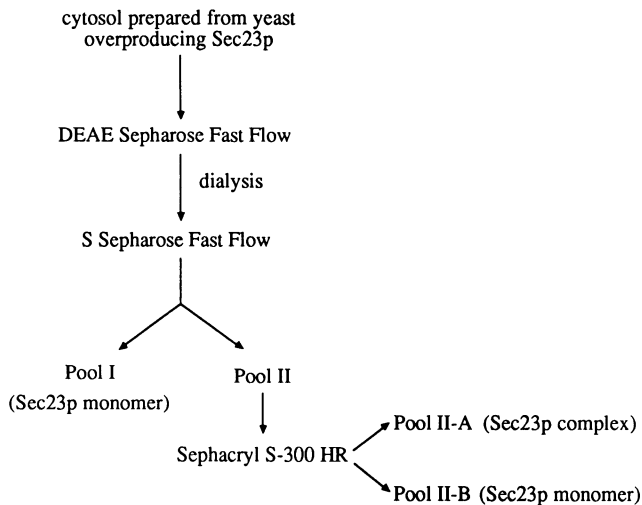 cytosol prepared from yeast
overproducing Sec23p
DEAE Sepharose Fast Flow
dialysis
S Sepharose Fast Flow
Pool I
(Sec23p monomer)
Pool II
Sephacryl S-300 HR
Pool II-A (Sec23p complex)
Pool II-B (Sec23p monomer)